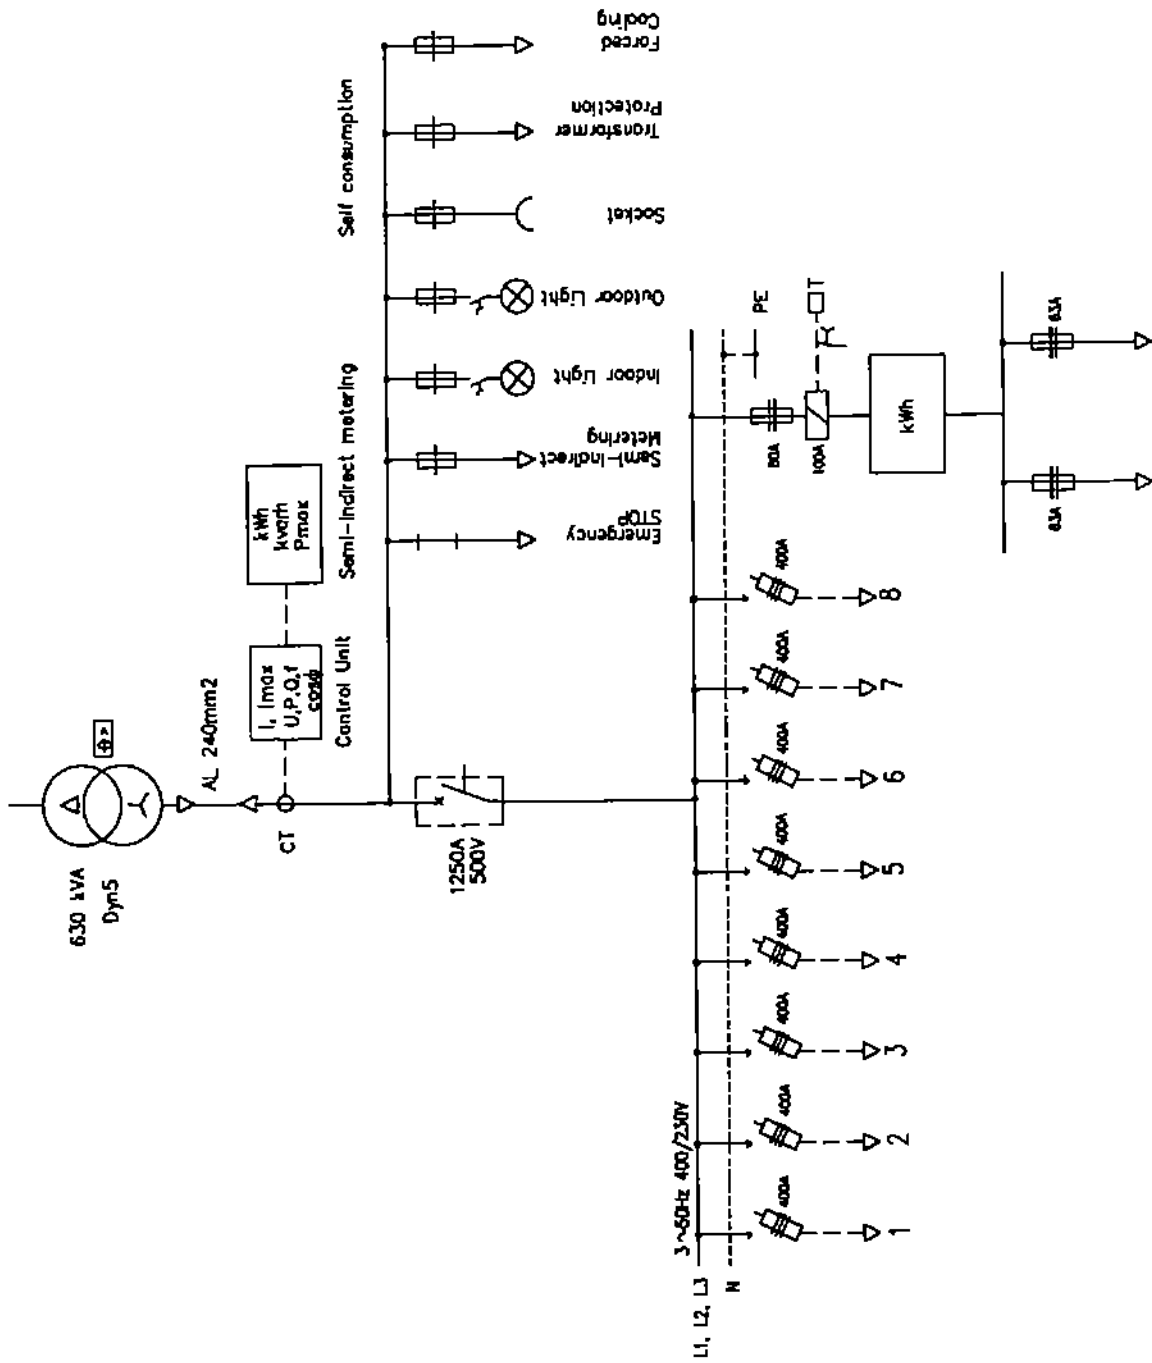 630 kVA
Dyn5
AL 240mm2
CT
I, Imax
U,P,Q,f
cosϕ
Control Unit
kWh
kvarh
Pmax
Semi-indirect metering
Self consumption
1250A
500V
Emergency
STOP
Semi-Indirect
Metering
Indoor Light
Outdoor Light
Socket
Transformer
Protection
Forced
Cooling
3~50Hz 400/230V
L1, L2, L3
N
PE
400A
400A
400A
400A
400A
400A
400A
400A
1
2
3
4
5
6
7
8
80A
100A
T
kWh
63A
63A